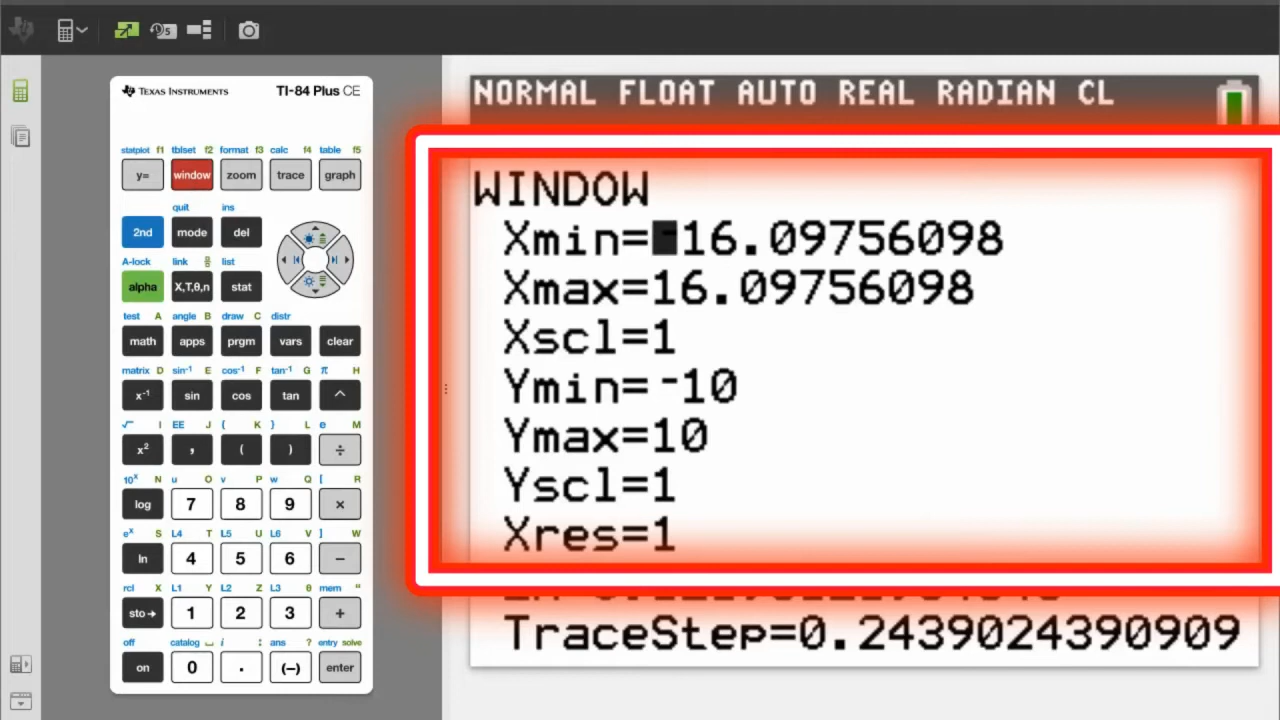 TEXAS INSTRUMENTS TI-84 Plus CE
NORMAL FLOAT AUTO REAL RADIAN CL
WINDOW
Xmin=-16.09756098
Xmax=16.09756098
Xscl=1
Ymin=-10
Ymax=10
Yscl=1
Xres=1
TraceStep=0.2439024390909
statplot f1 tblset f2 format f3 calc f4 table f5
y= window zoom trace graph
quit ins
2nd mode del
A-lock link list
alpha X,T,θ,n stat
test A angle B draw C distr
math apps prgm vars clear
matrix D sin-1 E cos-1 F tan-1 G π H
x-1 sin cos tan ^
√ I EE J { K } L e M
x² , ( ) ÷
10x N u O v P w Q [ R
log 7 8 9 ×
ex S L4 T L5 U L6 V ] W
ln 4 5 6 −
rcl X L1 Y L2 Z L3 θ mem "
sto→ 1 2 3 +
off catalog ⎵ i : ans ? entry solve
on 0 . (−) enter